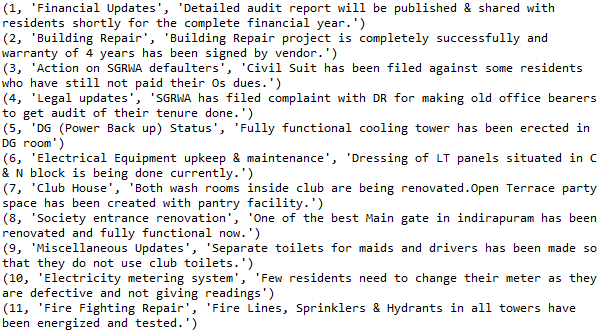 (1, 'Financial Updates', 'Detailed audit report will be published & shared with
residents shortly for the complete financial year.')
(2, 'Building Repair', 'Building Repair project is completely successfully and
warranty of 4 years has been signed by vendor.')
(3, 'Action on SGRWA defaulters', 'Civil Suit has been filed against some residents
who have still not paid their Os dues.')
(4, 'Legal updates', 'SGRWA has filed complaint with DR for making old office bearers
to get audit of their tenure done.')
(5, 'DG (Power Back up) Status', 'Fully functional cooling tower has been erected in
DG room')
(6, 'Electrical Equipment upkeep & maintenance', 'Dressing of LT panels situated in C
& N block is being done currently.')
(7, 'Club House', 'Both wash rooms inside club are being renovated.Open Terrace party
space has been created with pantry facility.')
(8, 'Society entrance renovation', 'One of the best Main gate in indirapuram has been
renovated and fully functional now.')
(9, 'Miscellaneous Updates', 'Separate toilets for maids and drivers has been made so
that they do not use club toilets.')
(10, 'Electricity metering system', 'Few residents need to change their meter as they
are defective and not giving readings')
(11, 'Fire Fighting Repair', 'Fire Lines, Sprinklers & Hydrants in all towers have
been energized and tested.')